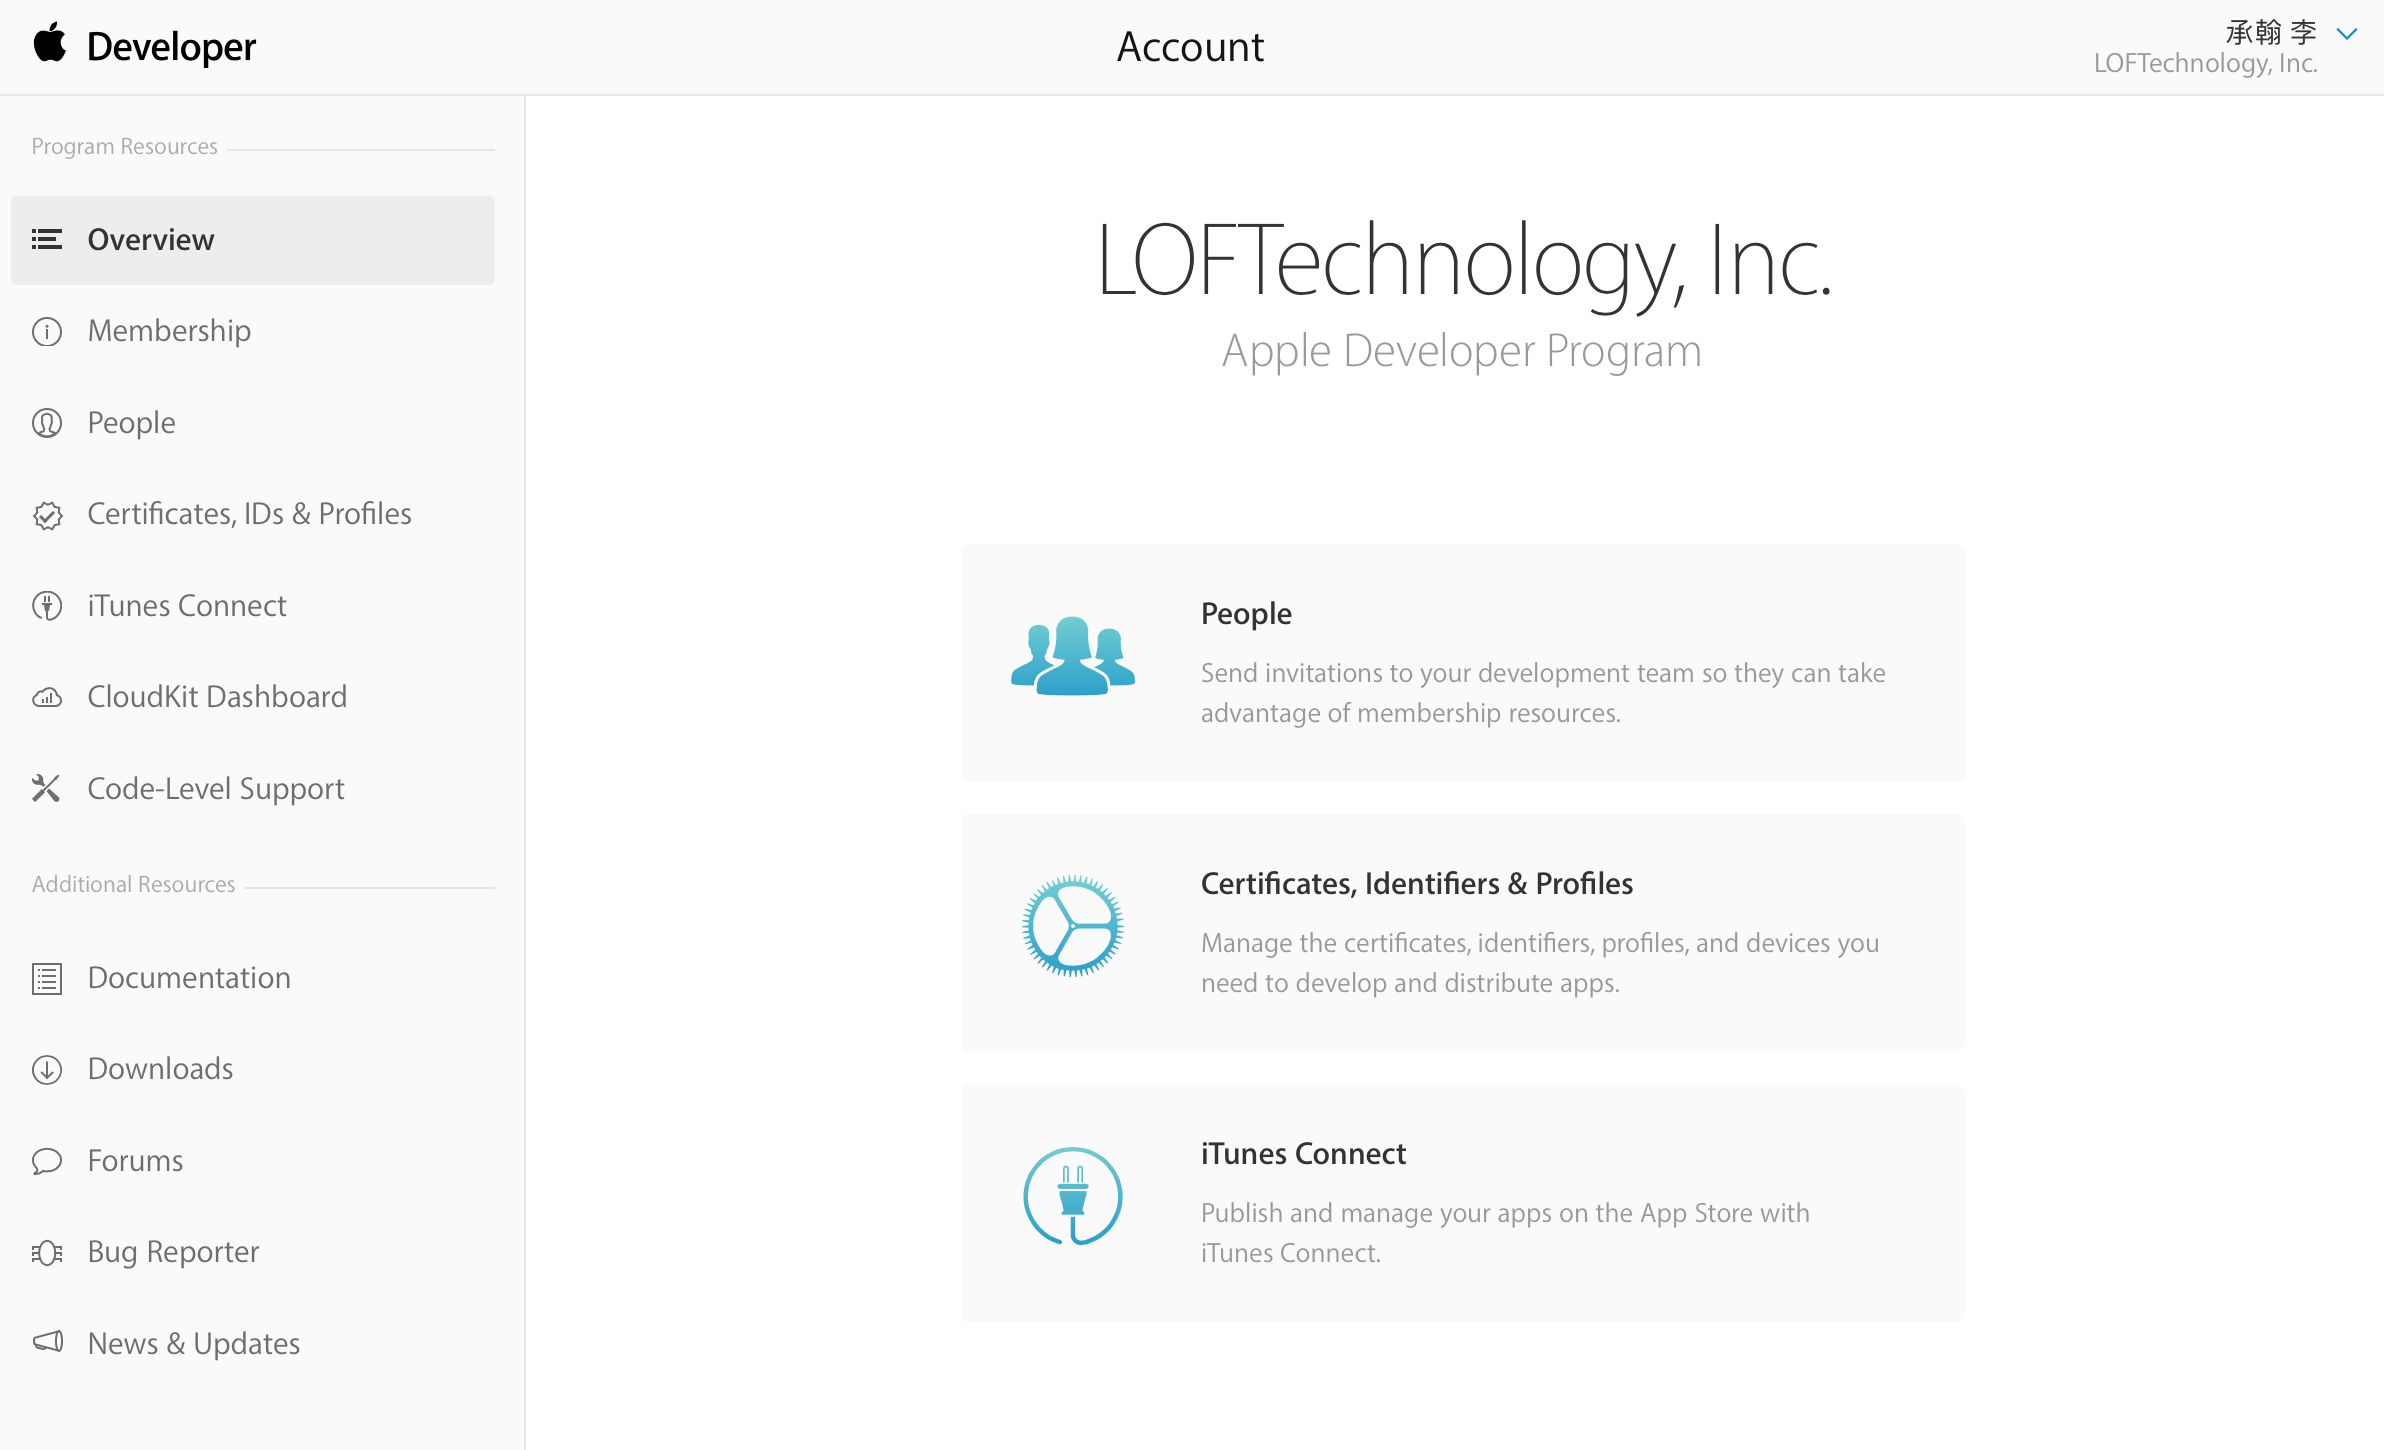 Developer
Account
承翰 李
LOFTechnology, Inc.
Program Resources
Overview
Membership
People
Certificates, IDs & Profiles
iTunes Connect
CloudKit Dashboard
Code-Level Support
Additional Resources
Documentation
Downloads
Forums
Bug Reporter
News & Updates
LOFTechnology, Inc.
Apple Developer Program
People
Send invitations to your development team so they can take
advantage of membership resources.
Certificates, Identifiers & Profiles
Manage the certificates, identifiers, profiles, and devices you
need to develop and distribute apps.
iTunes Connect
Publish and manage your apps on the App Store with
iTunes Connect.